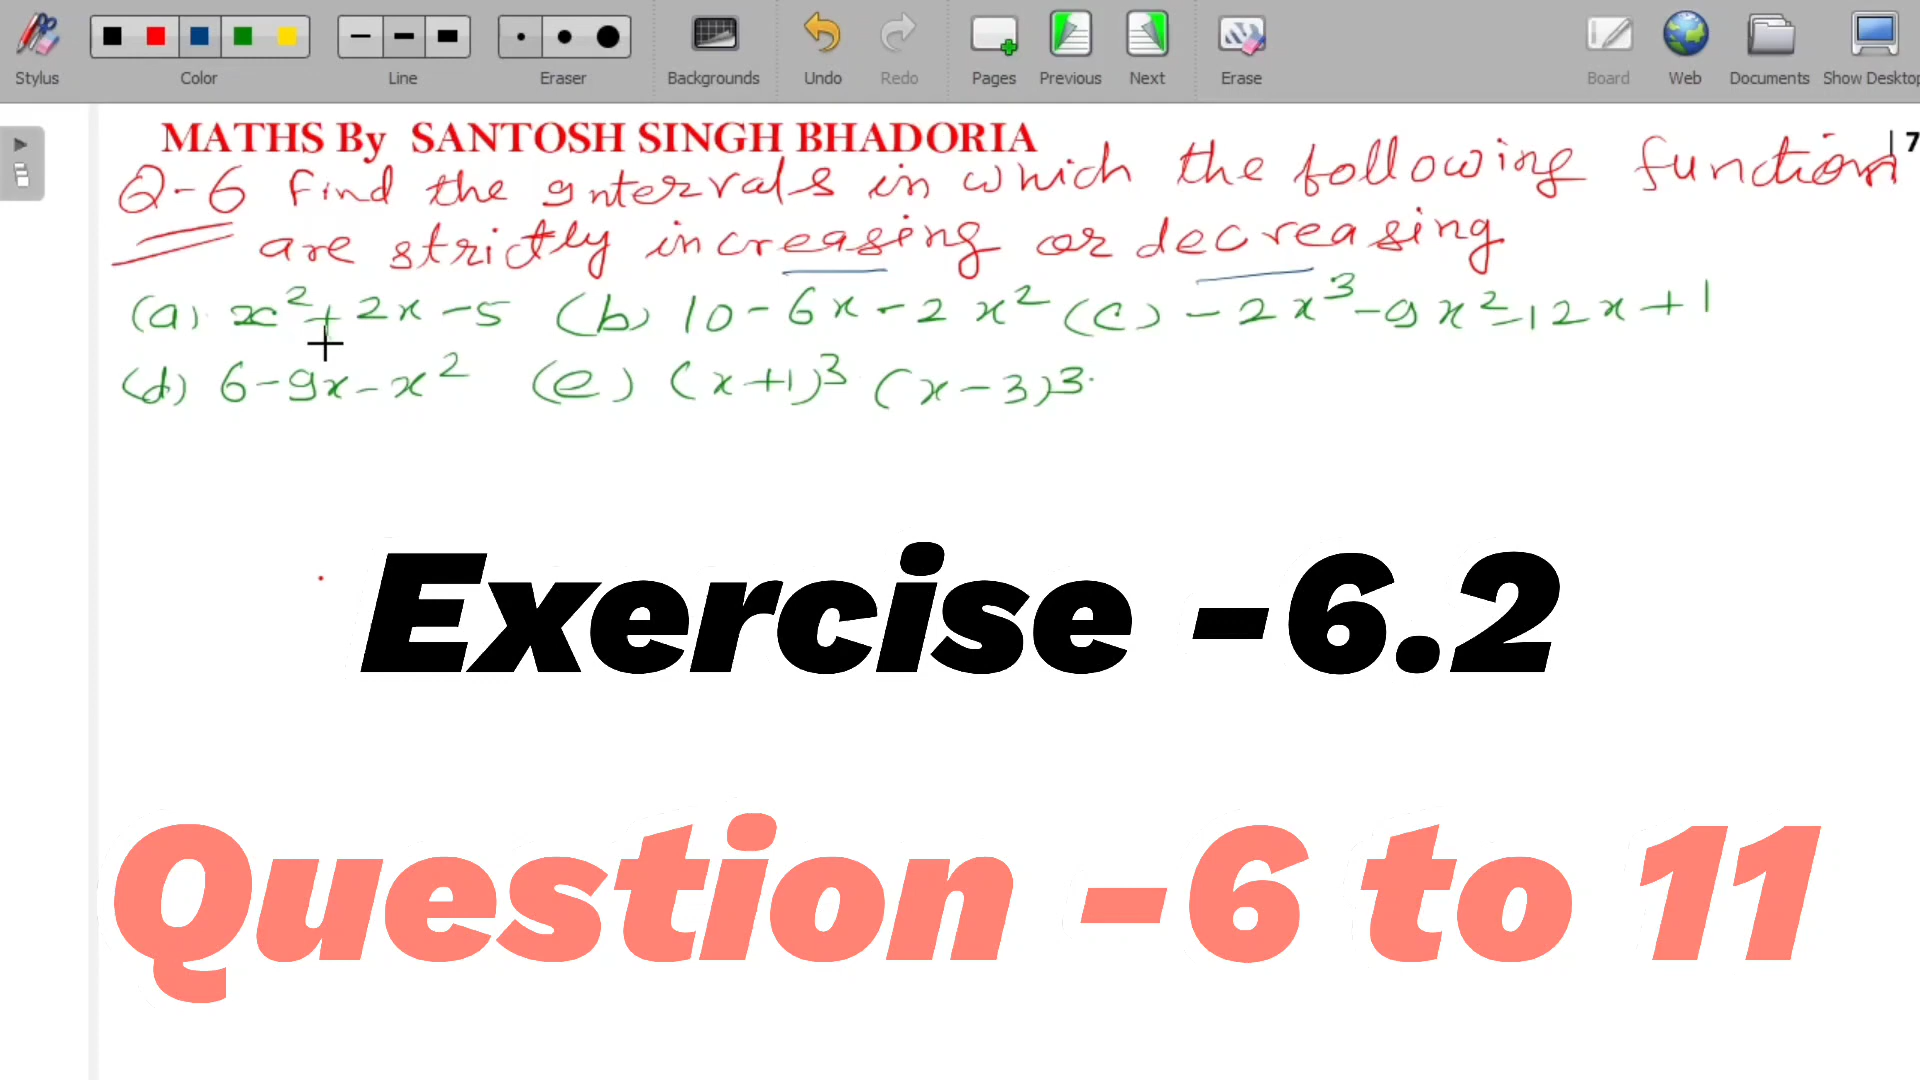 Stylus Color Line Eraser Backgrounds Undo Redo Pages Previous Next Erase Board Web Documents Show Desktop
MATHS By SANTOSH SINGH BHADORIA
Q-6 Find the intervals in which the following function
are strictly increasing or decreasing
(a) x²+2x-5 (b) 10-6x-2x² (c) -2x³-9x²-12x+1
(d) 6-9x-x² (e) (x+1)³ (x-3)³
Exercise -6.2
Question -6 to 11